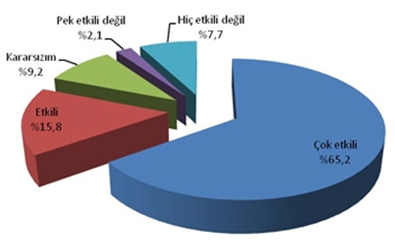 Pek etkili değil
%2,1
Hiç etkili değil
%7,7
Kararsızım
%9,2
Etkili
%15,8
Çok etkili
%65,2